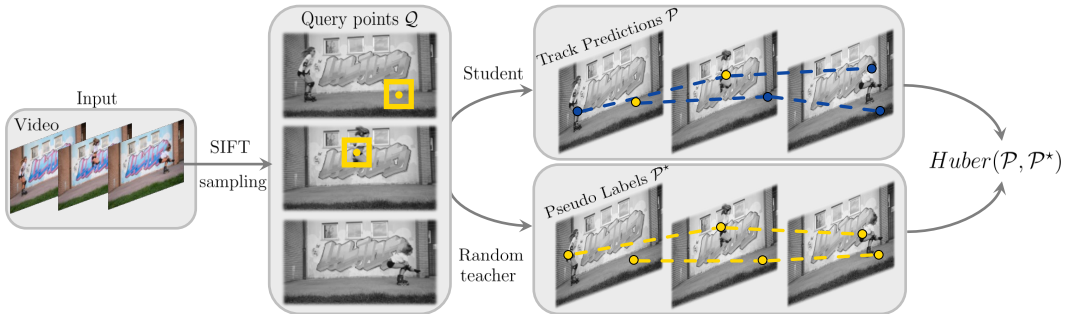 Input
Video
SIFT
sampling
Query points 𝒬
Student
Random
teacher
Track Predictions 𝒫
Pseudo Labels 𝒫⋆
Huber(𝒫, 𝒫⋆)